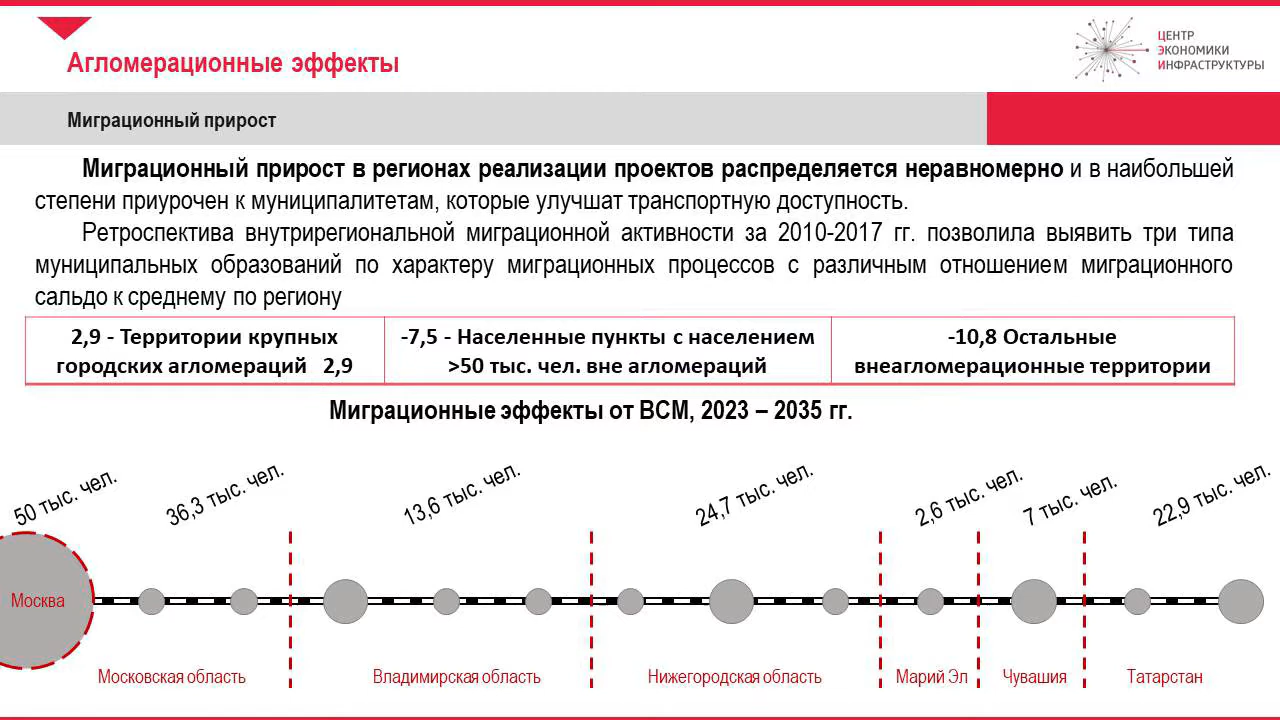 Агломерационные эффекты
ЦЕНТР
ЭКОНОМИКИ
ИНФРАСТРУКТУРЫ
Миграционный прирост
Миграционный прирост в регионах реализации проектов распределяется неравномерно и в наибольшей
степени приурочен к муниципалитетам, которые улучшат транспортную доступность.
Ретроспектива внутрирегиональной миграционной активности за 2010-2017 гг. позволила выявить три типа
муниципальных образований по характеру миграционных процессов с различным отношением миграционного
сальдо к среднему по региону
2,9 - Территории крупных
городских агломераций 2,9
-7,5 - Населенные пункты с населением
>50 тыс. чел. вне агломераций
-10,8 Остальные
внеагломерационные территории
Миграционные эффекты от ВСМ, 2023 – 2035 гг.
50 тыс. чел.
36,3 тыс. чел.
13,6 тыс. чел.
24,7 тыс. чел.
2,6 тыс. чел.
7 тыс. чел.
22,9 тыс. чел.
Москва
Московская область
Владимирская область
Нижегородская область
Марий Эл
Чувашия
Татарстан